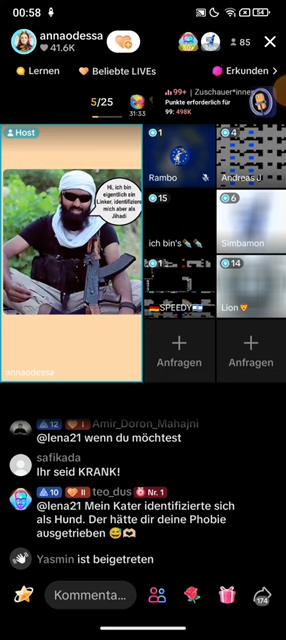 00:58
54
annaodessa
41.6K
85
Lernen
Beliebte LIVEs
Erkunden
5/25
31:33
99+ | Zuschauer*innen
Punkte erforderlich für
99: 498K
Host
1
4
Hi, ich bin
eigentlich ein
Linker, identifiziere
mich aber als
Jihadi
Rambo
Andreas J
15
6
ich bin's
Simbamon
1
14
SPEEDY
Lion
Anfragen
Anfragen
annaodessa
12 I Amir_Doron_Mahajni
@lena21 wenn du möchtest
safikada
Ihr seid KRANK!
10 II teo_dus Nr. 1
@lena21 Mein Kater identifizierte sich
als Hund. Der hätte dir deine Phobie
ausgetrieben 😅🫶🏼
Yasmin ist beigetreten
Kommenta...
174